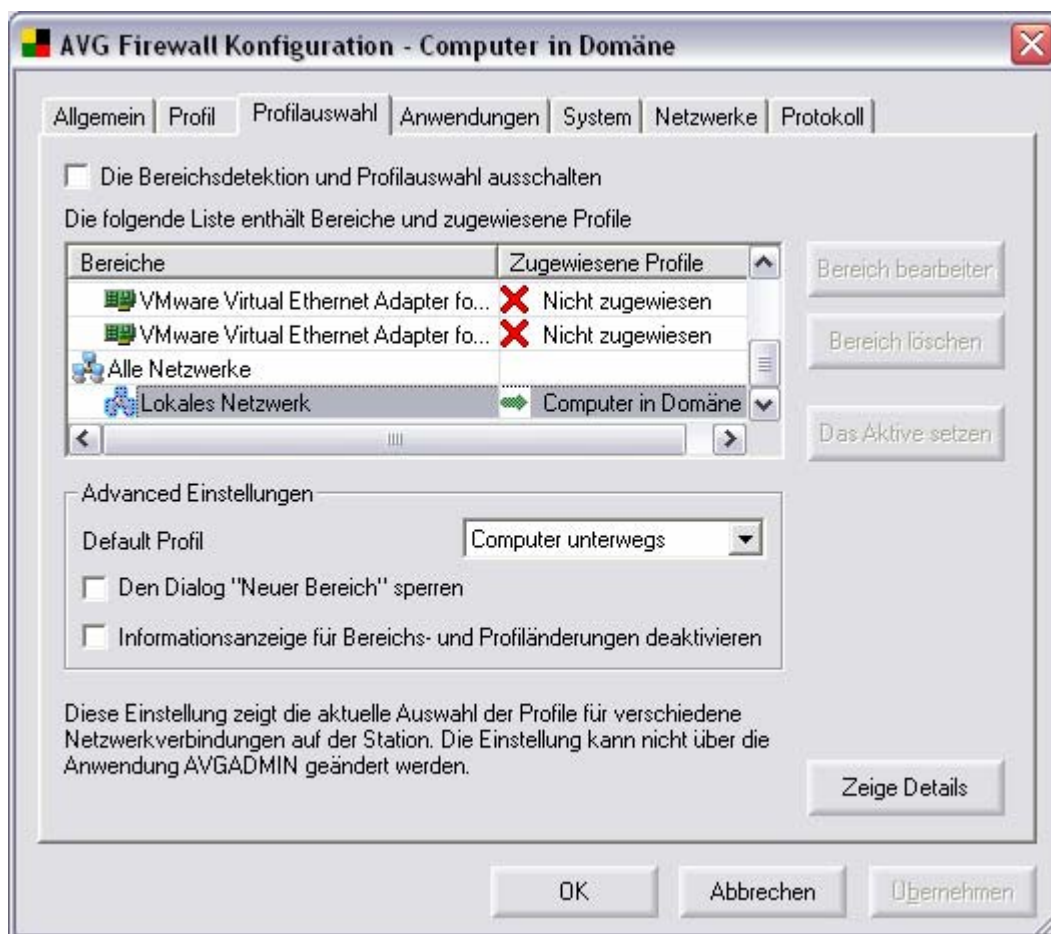 AVG Firewall Konfiguration - Computer in Domäne
Allgemein Profil Profilauswahl Anwendungen System Netzwerke Protokoll
Die Bereichsdetektion und Profilauswahl ausschalten
Die folgende Liste enthält Bereiche und zugewiesene Profile
Bereiche Zugewiesene Profile
VMware Virtual Ethernet Adapter fo... Nicht zugewiesen
VMware Virtual Ethernet Adapter fo... Nicht zugewiesen
Alle Netzwerke
Lokales Netzwerk Computer in Domäne
Bereich bearbeiter
Bereich löschen
Das Aktive setzen
Advanced Einstellungen
Default Profil Computer unterwegs
Den Dialog "Neuer Bereich" sperren
Informationsanzeige für Bereichs- und Profiländerungen deaktivieren
Diese Einstellung zeigt die aktuelle Auswahl der Profile für verschiedene
Netzwerkverbindungen auf der Station. Die Einstellung kann nicht über die
Anwendung AVGADMIN geändert werden.
Zeige Details
OK Abbrechen Übernehmen